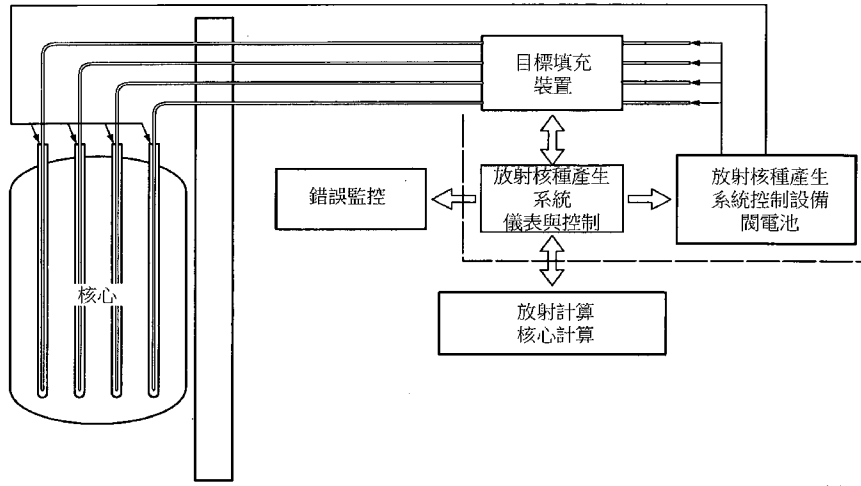 目標填充
裝置
錯誤監控
放射核種產生
系統
儀表與控制
放射核種產生
系統控制設備
閥電池
核心
放射計算
核心計算